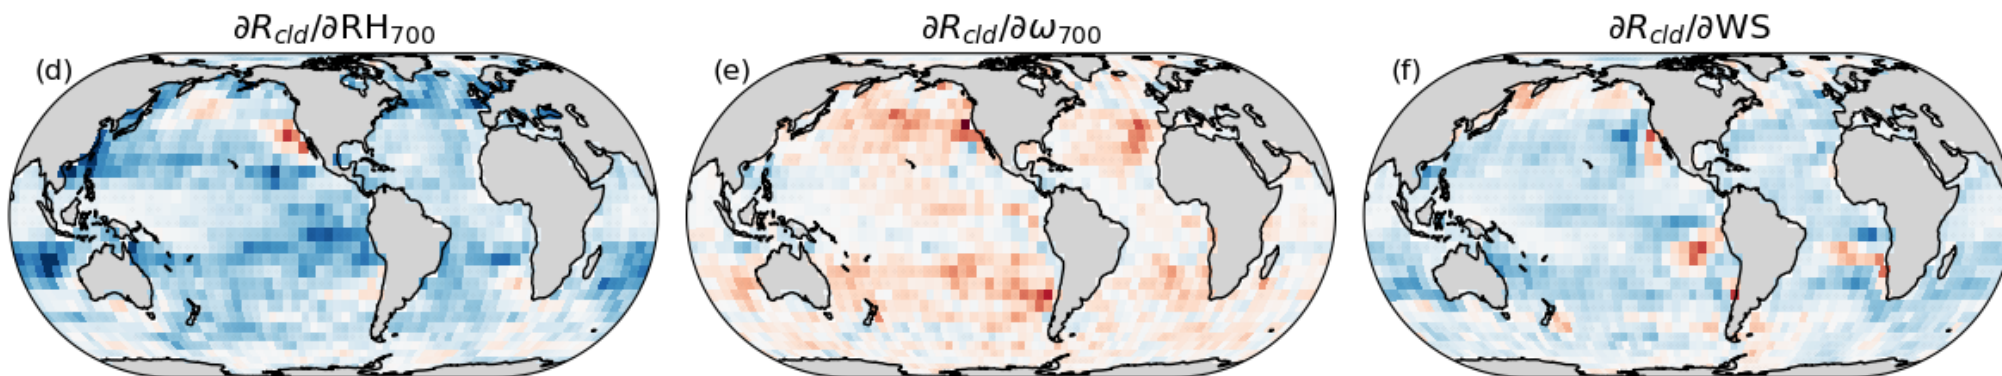 ∂R_cld/∂RH_700
∂R_cld/∂ω_700
∂R_cld/∂WS
(d)
(e)
(f)